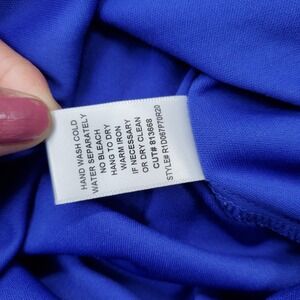 HAND WASH COLD
WATER SEPARATELY
NO BLEACH
HANG TO DRY
WARM IRON
IF NECESSARY
OR DRY CLEAN
CUT# 813668
STYLE# R1D067P70R20